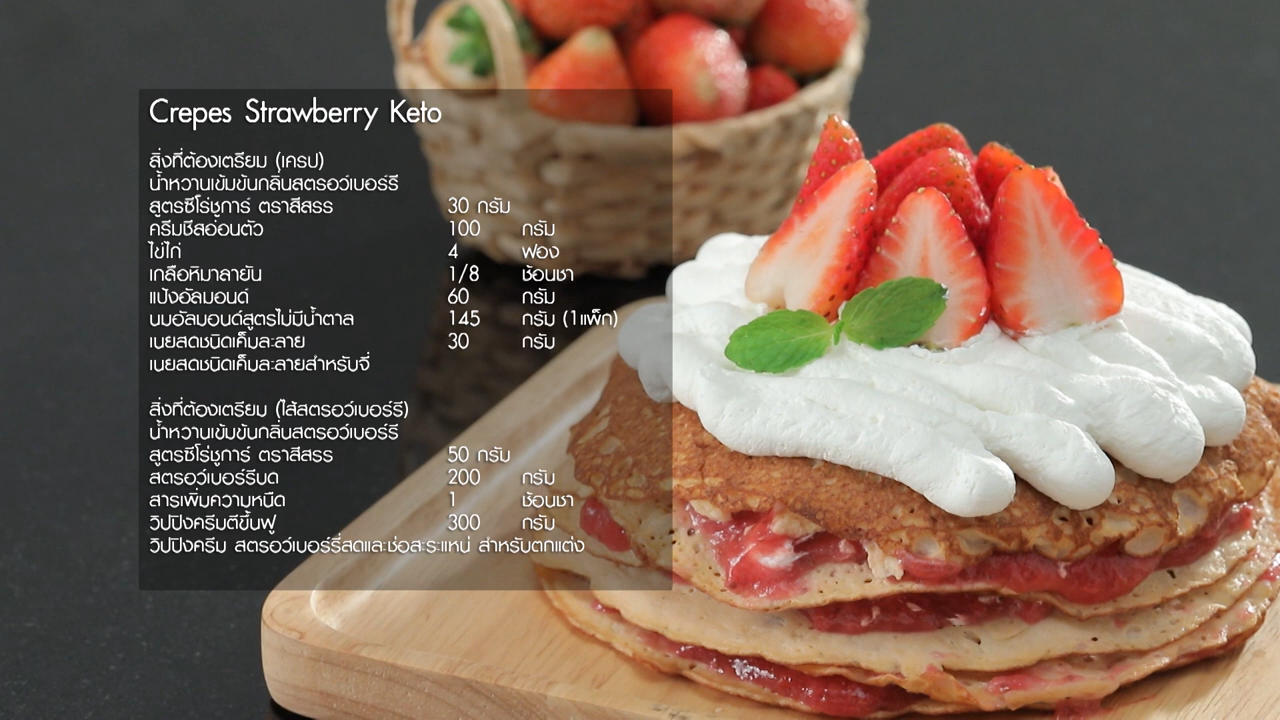 Crepes Strawberry Keto
สิ่งที่ต้องเตรียม (เครป)
น้ำหวานเข้มข้นกลิ่นสตรอว์เบอร์รี
สูตรซีโร่ชูการ์ ตราสีสรร 30 กรัม
ครีมชีสอ่อนตัว 100 กรัม
ไข่ไก่ 4 ฟอง
เกลือหิมาลายัน 1/8 ช้อนชา
แป้งอัลมอนด์ 60 กรัม
นมอัลมอนด์สูตรไม่มีน้ำตาล 145 กรัม (1แพ็ก)
เนยสดชนิดเค็มละลาย 30 กรัม
เนยสดชนิดเค็มละลายสำหรับจี่
สิ่งที่ต้องเตรียม (ไส้สตรอว์เบอร์รี)
น้ำหวานเข้มข้นกลิ่นสตรอว์เบอร์รี
สูตรซีโร่ชูการ์ ตราสีสรร 50 กรัม
สตรอว์เบอร์รีบด 200 กรัม
สารเพิ่มความหนืด 1 ช้อนชา
วิปปิงครีมตีขึ้นฟู 300 กรัม
วิปปิงครีม สตรอว์เบอร์รี่สดและช่อสะระแหน่ สำหรับตกแต่ง